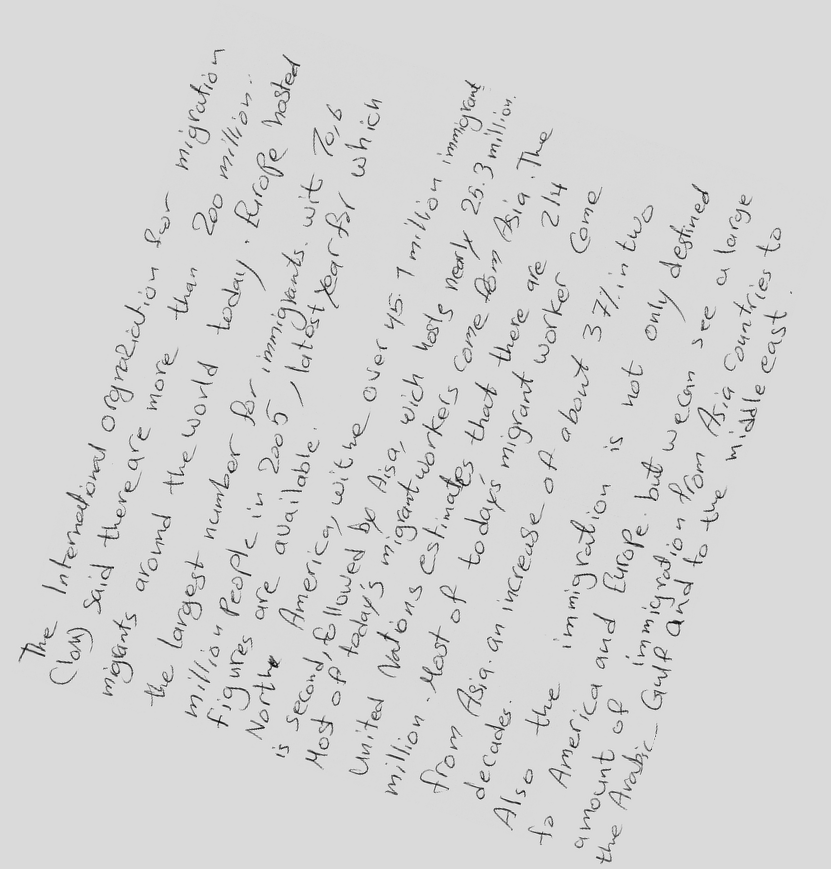 The International orgnaization for migration
(IOM) said there are more than 200 million..
migrants around the world today. Europe hosted
the largest number for immigrants. wit 70,6
million People in 2005, latest year for which
figures are available.
North America, withe over 45.1 million immigrant
is second, followed by Aisa, wich hosts nearly 25.3 million.
Most of today's migrant workers come from Asia. The
United Nations estimates that there are 214
million. Most of today's migrant worker come
from Asia. an increase of about 37% in two
decades.
Also the immigration is not only destined
to America and Europe. but we can see a large
amount of immigration from Asia countries to
the Arabic Gulf and to the middle east.